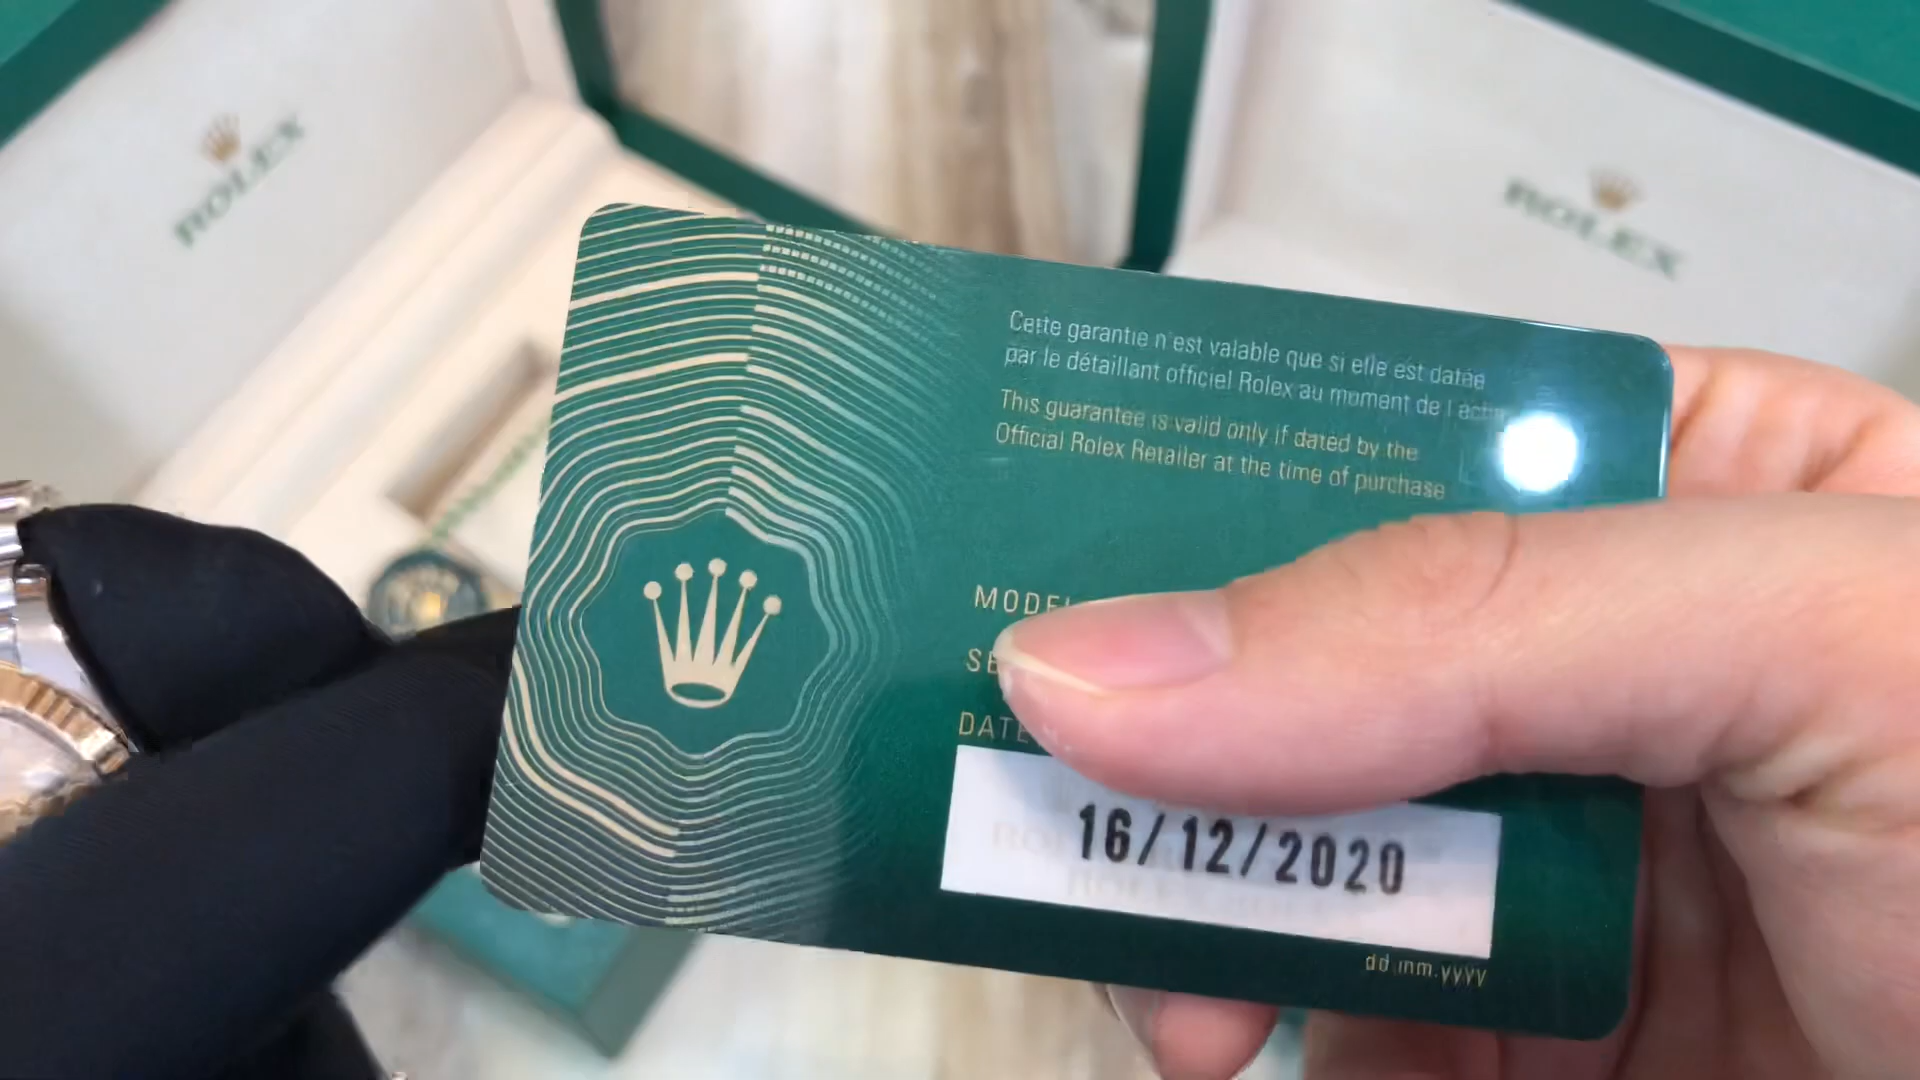 ROLEX
ROLEX
Cette garantie n'est valable que si elle est datée
par le détaillant officiel Rolex au moment de l'
This guarantee is valid only if dated by the
Official Rolex Retailer at the time of purchase
MODEL
SE
DATE
16/12/2020
dd.mm.yyyy